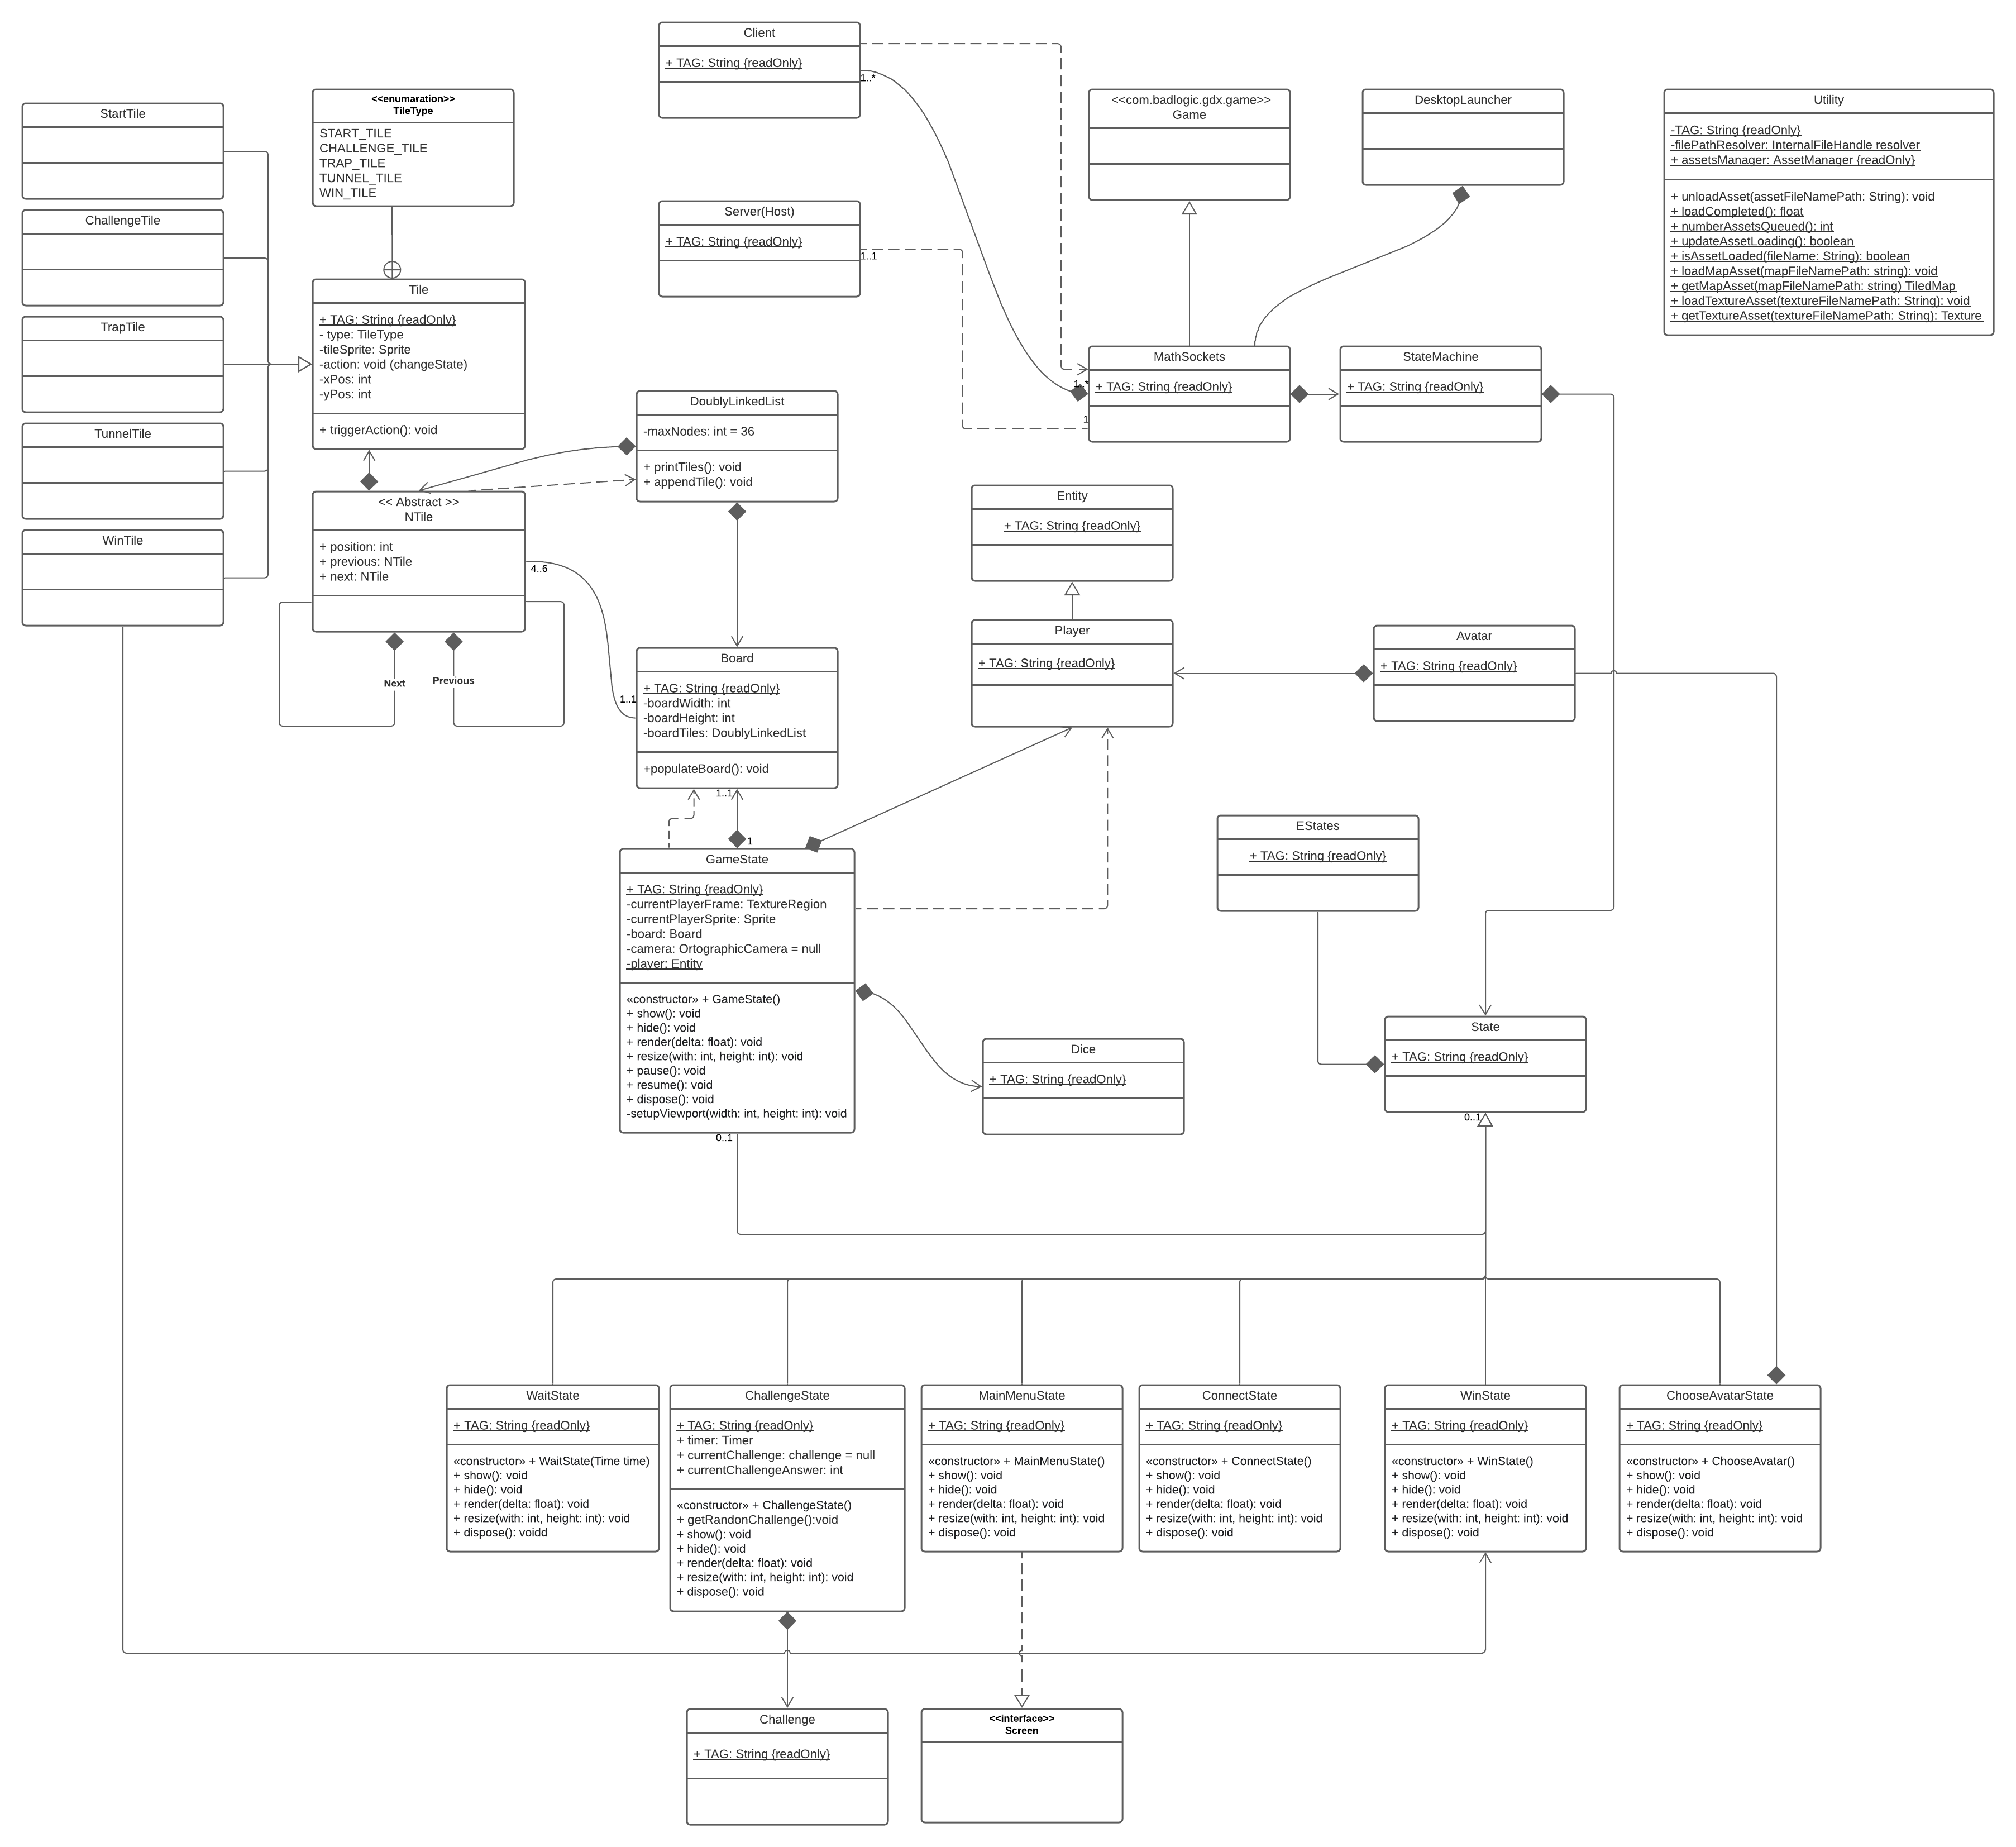 Client
+ TAG: String {readOnly}
1..*
<<com.badlogic.gdx.game>>
Game
DesktopLauncher
Utility
-TAG: String {readOnly}
-filePathResolver: InternalFileHandle resolver
+ assetsManager: AssetManager {readOnly}
+ unloadAsset(assetFileNamePath: String): void
+ loadCompleted(): float
+ numberAssetsQueued(): int
+ updateAssetLoading(): boolean
+ isAssetLoaded(fileName: String): boolean
+ loadMapAsset(mapFileNamePath: string): void
+ getMapAsset(mapFileNamePath: string) TiledMap
+ loadTextureAsset(textureFileNamePath: String): void
+ getTextureAsset(textureFileNamePath: String): Texture
StartTile
ChallengeTile
TrapTile
TunnelTile
WinTile
<<enumaration>>
TileType
START_TILE
CHALLENGE_TILE
TRAP_TILE
TUNNEL_TILE
WIN_TILE
Server(Host)
+ TAG: String {readOnly}
1..1
Tile
+ TAG: String {readOnly}
- type: TileType
-tileSprite: Sprite
-action: void (changeState)
-xPos: int
-yPos: int
+ triggerAction(): void
MathSockets
+ TAG: String {readOnly}
1..*
1
StateMachine
+ TAG: String {readOnly}
DoublyLinkedList
-maxNodes: int = 36
+ printTiles(): void
+ appendTile(): void
<< Abstract >>
NTile
+ position: int
+ previous: NTile
+ next: NTile
4..6
Next
Previous
Entity
+ TAG: String {readOnly}
Player
+ TAG: String {readOnly}
Avatar
+ TAG: String {readOnly}
Board
+ TAG: String {readOnly}
-boardWidth: int
-boardHeight: int
-boardTiles: DoublyLinkedList
+populateBoard(): void
1..1
1..1
1
GameState
+ TAG: String {readOnly}
-currentPlayerFrame: TextureRegion
-currentPlayerSprite: Sprite
-board: Board
-camera: OrtographicCamera = null
-player: Entity
«constructor» + GameState()
+ show(): void
+ hide(): void
+ render(delta: float): void
+ resize(with: int, height: int): void
+ pause(): void
+ resume(): void
+ dispose(): void
-setupViewport(width: int, height: int): void
0..1
EStates
+ TAG: String {readOnly}
Dice
+ TAG: String {readOnly}
State
+ TAG: String {readOnly}
0..1
WaitState
+ TAG: String {readOnly}
«constructor» + WaitState(Time time)
+ show(): void
+ hide(): void
+ render(delta: float): void
+ resize(with: int, height: int): void
+ dispose(): voidd
ChallengeState
+ TAG: String {readOnly}
+ timer: Timer
+ currentChallenge: challenge = null
+ currentChallengeAnswer: int
«constructor» + ChallengeState()
+ getRandonChallenge():void
+ show(): void
+ hide(): void
+ render(delta: float): void
+ resize(with: int, height: int): void
+ dispose(): void
MainMenuState
+ TAG: String {readOnly}
«constructor» + MainMenuState()
+ show(): void
+ hide(): void
+ render(delta: float): void
+ resize(with: int, height: int): void
+ dispose(): void
ConnectState
+ TAG: String {readOnly}
«constructor» + ConnectState()
+ show(): void
+ hide(): void
+ render(delta: float): void
+ resize(with: int, height: int): void
+ dispose(): void
WinState
+ TAG: String {readOnly}
«constructor» + WinState()
+ show(): void
+ hide(): void
+ render(delta: float): void
+ resize(with: int, height: int): void
+ dispose(): void
ChooseAvatarState
+ TAG: String {readOnly}
«constructor» + ChooseAvatar()
+ show(): void
+ hide(): void
+ render(delta: float): void
+ resize(with: int, height: int): void
+ dispose(): void
Challenge
+ TAG: String {readOnly}
<<interface>>
Screen